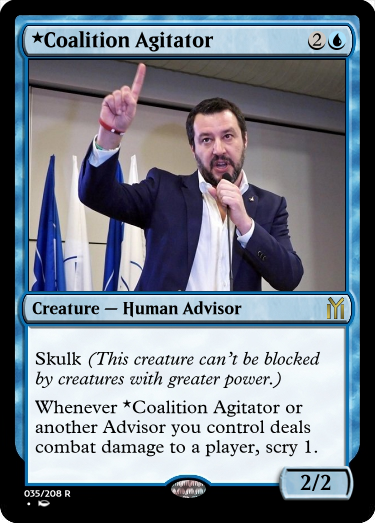 ★Coalition Agitator 2
Creature — Human Advisor
Skulk (This creature can't be blocked
by creatures with greater power.)
Whenever ★Coalition Agitator or
another Advisor you control deals
combat damage to a player, scry 1.
2/2
035/208 R